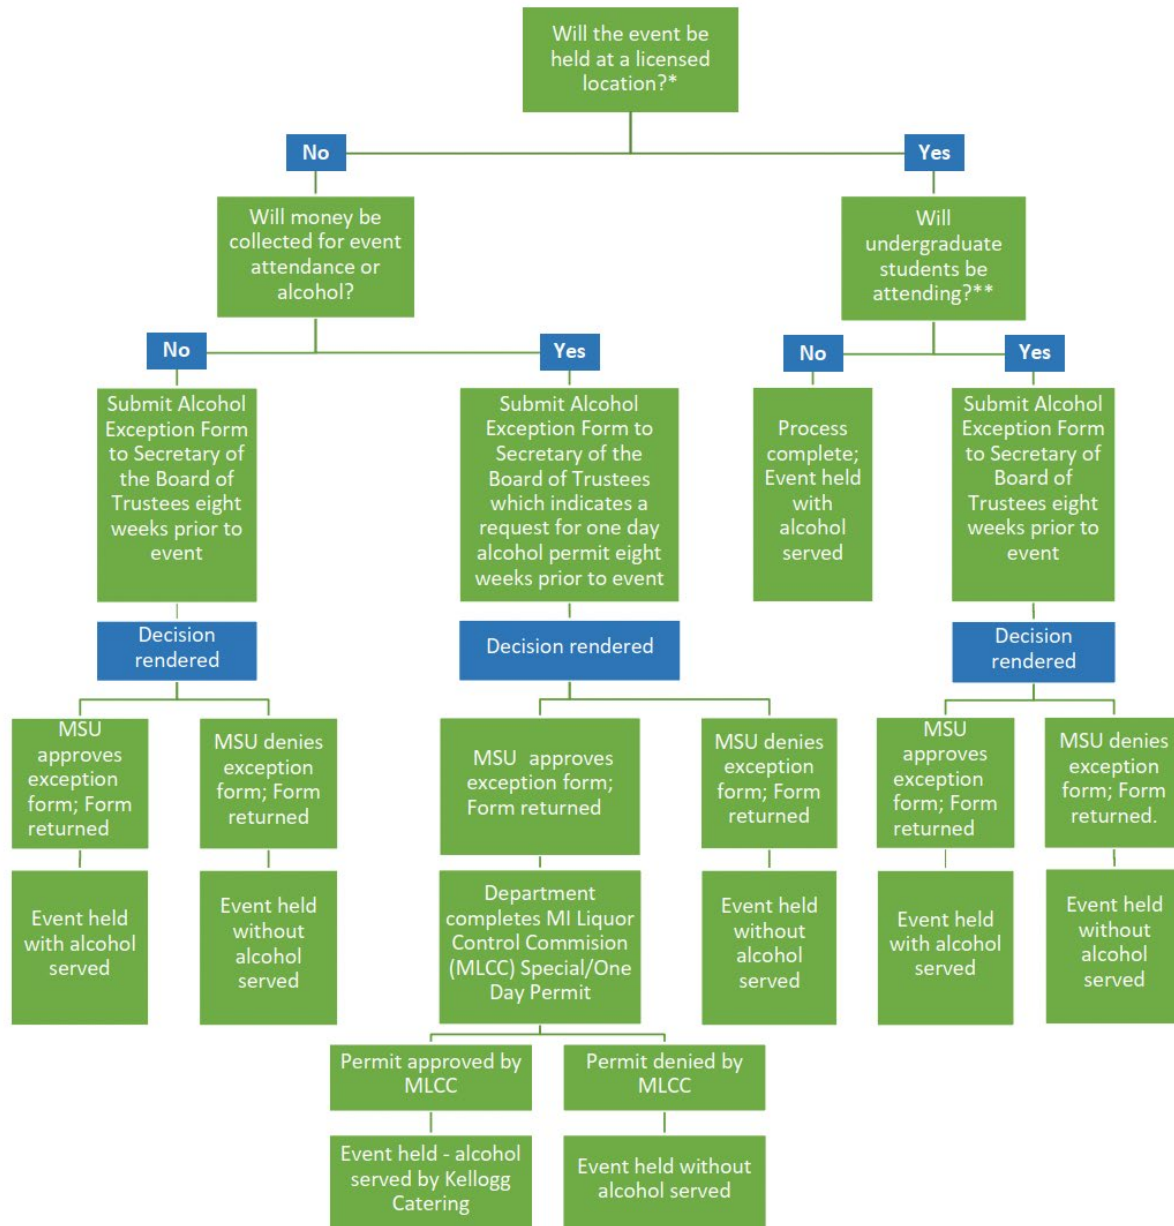 Will the event be
held at a licensed
location?*
No
Yes
Will money be
collected for event
attendance or
alcohol?
Will
undergraduate
students be
attending?**
No
Yes
No
Yes
Submit Alcohol
Exception Form
to Secretary of
the Board of
Trustees eight
weeks prior to
event
Submit Alcohol
Exception Form to
Secretary of the
Board of Trustees
which indicates a
request for one day
alcohol permit eight
weeks prior to event
Process
complete;
Event held
with
alcohol
served
Submit Alcohol
Exception Form
to Secretary of
Board of
Trustees eight
weeks prior to
event
Decision
rendered
Decision rendered
Decision
rendered
MSU
approves
exception
form; Form
returned
MSU denies
exception
form; Form
returned
MSU approves
exception form;
Form returned
MSU denies
exception
form; Form
returned
MSU
approves
exception
form; Form
returned
MSU denies
exception
form; Form
returned.
Event held
with alcohol
served
Event held
without
alcohol
served
Department
completes MI Liquor
Control Commision
(MLCC) Special/One
Day Permit
Event held
without
alcohol
served
Event held
with alcohol
served
Event held
without
alcohol
served
Permit approved by
MLCC
Permit denied by
MLCC
Event held - alcohol
served by Kellogg
Catering
Event held without
alcohol served